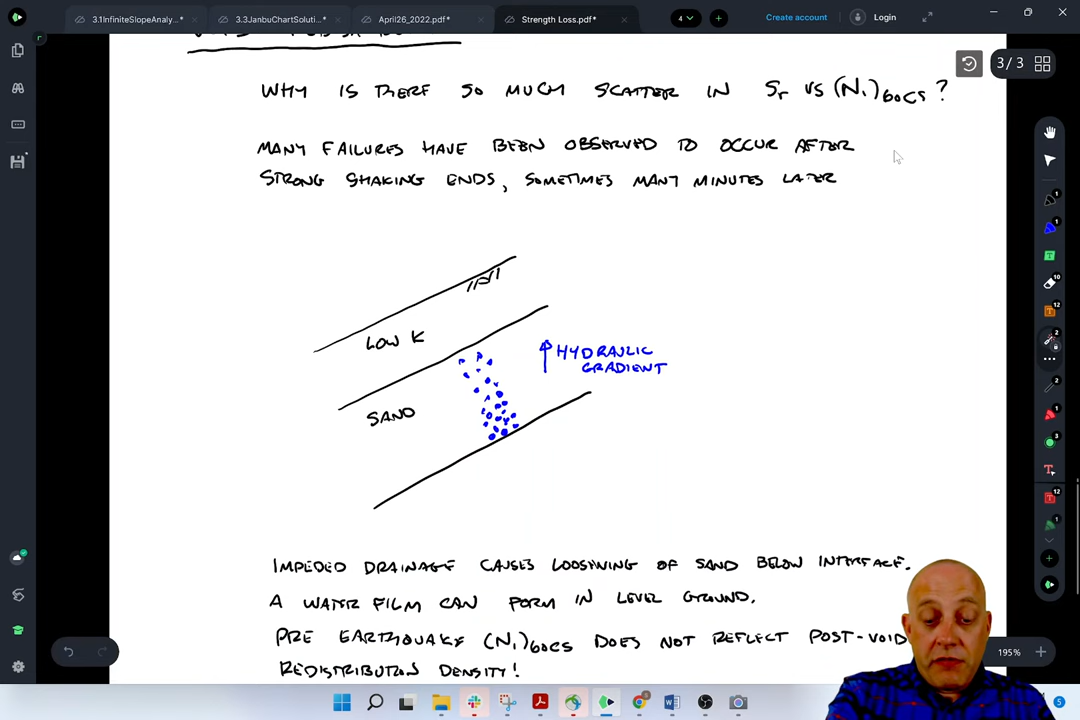 3.1InfiniteSlopeAnaly...*
3.3JanbuChartSoluti...*
April26_2022.pdf*
Strength Loss.pdf*
4
Create account
Login
3 / 3
WHY IS THERE SO MUCH SCATTER IN Sr VS (N1)60CS ?
MANY FAILURES HAVE BEEN OBSERVED TO OCCUR AFTER
STRONG SHAKING ENDS, SOMETIMES MANY MINUTES LATER
LOW K
HYDRAULIC
GRADIENT
SAND
IMPEDED DRAINAGE CAUSES LOOSENING OF SAND BELOW INTERFACE.
A WATER FILM CAN FORM IN LEVEL GROUND.
PRE EARTHQUAKE (N1)60CS DOES NOT REFLECT POST-VOID
REDISTRIBUTION DENSITY!
195%